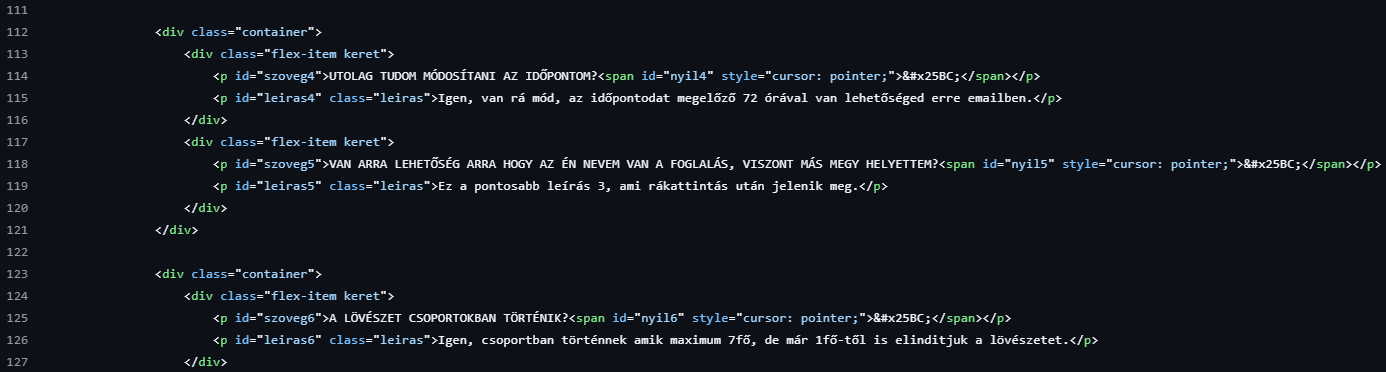 111
112 <div class="container">
113 <div class="flex-item keret">
114 <p id="szoveg4">UTOLAG TUDOM MÓDOSÍTANI AZ IDŐPONTOM?<span id="nyil4" style="cursor: pointer;">&#x25BC;</span></p>
115 <p id="leiras4" class="leiras">Igen, van rá mód, az időpontodat megelőző 72 órával van lehetőséged erre emailben.</p>
116 </div>
117 <div class="flex-item keret">
118 <p id="szoveg5">VAN ARRA LEHETŐSÉG ARRA HOGY AZ ÉN NEVEM VAN A FOGLALÁS, VISZONT MÁS MEGY HELYETTEM?<span id="nyil5" style="cursor: pointer;">&#x25BC;</span></p>
119 <p id="leiras5" class="leiras">Ez a pontosabb leírás 3, ami rákattintás után jelenik meg.</p>
120 </div>
121 </div>
122
123 <div class="container">
124 <div class="flex-item keret">
125 <p id="szoveg6">A LÖVÉSZET CSOPORTOKBAN TÖRTÉNIK?<span id="nyil6" style="cursor: pointer;">&#x25BC;</span></p>
126 <p id="leiras6" class="leiras">Igen, csoportban történnek amik maximum 7fő, de már 1fő-től is elinditjuk a lövészetet.</p>
127 </div>